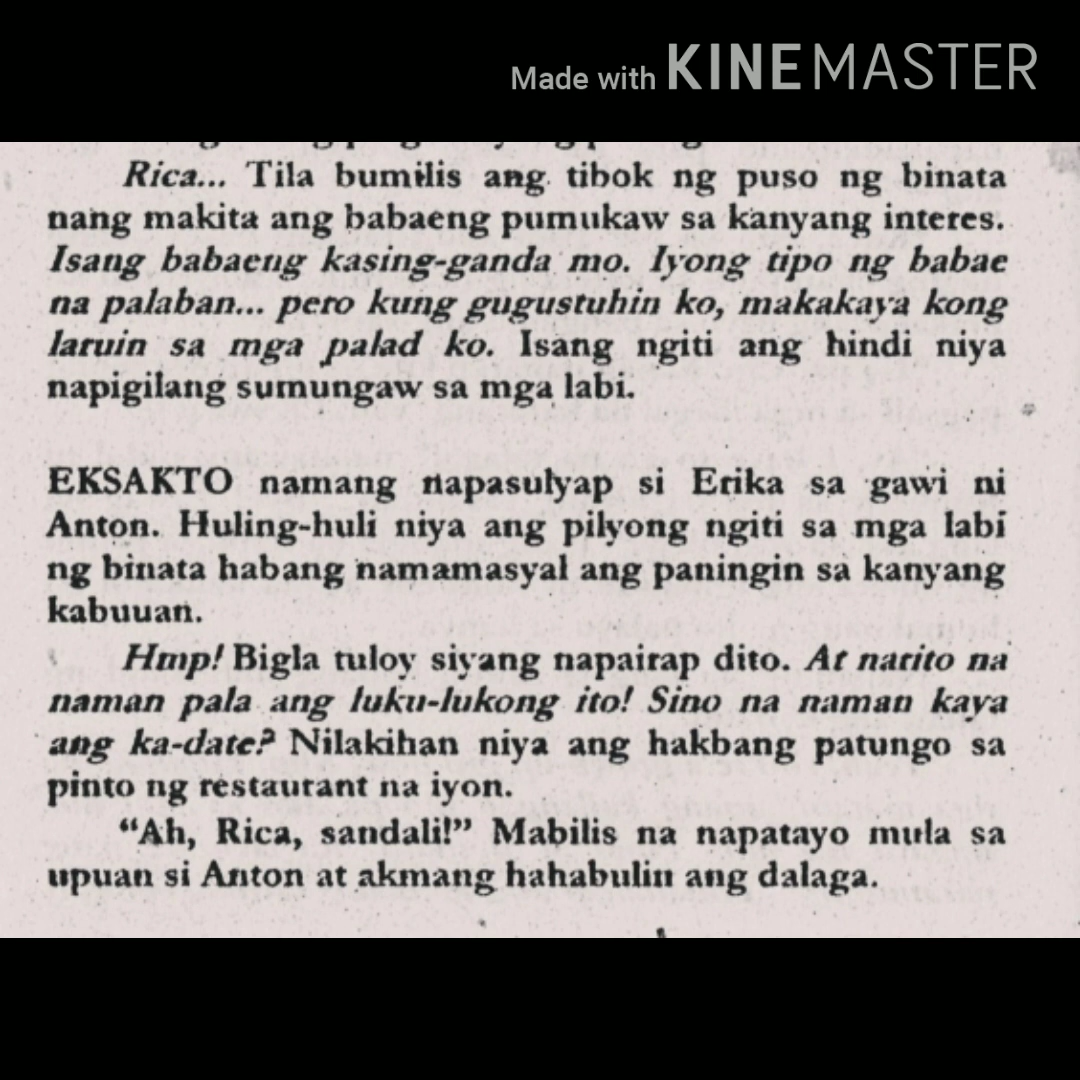 Made with KINEMASTER
Rica... Tila bumilis ang tibok ng puso ng binata
nang makita ang babaeng pumukaw sa kanyang interes.
Isang babaeng kasing-ganda mo. Iyong tipo ng babae
na palaban... pero kung gugustuhin ko, makakaya kong
laruin sa mga palad ko. Isang ngiti ang hindi niya
napigilang sumungaw sa mga labi.
EKSAKTO namang napasulyap si Erika sa gawi ni
Anton. Huling-huli niya ang pilyong ngiti sa mga labi
ng binata habang namamasyal ang paningin sa kanyang
kabuuan.
Hmp! Bigla tuloy siyang napairap dito. At narito na
naman pala ang luku-lukong ito! Sino na naman kaya
ang ka-date? Nilakihan niya ang hakbang patungo sa
pinto ng restaurant na iyon.
“Ah, Rica, sandali!” Mabilis na napatayo mula sa
upuan si Anton at akmang hahabulin ang dalaga.